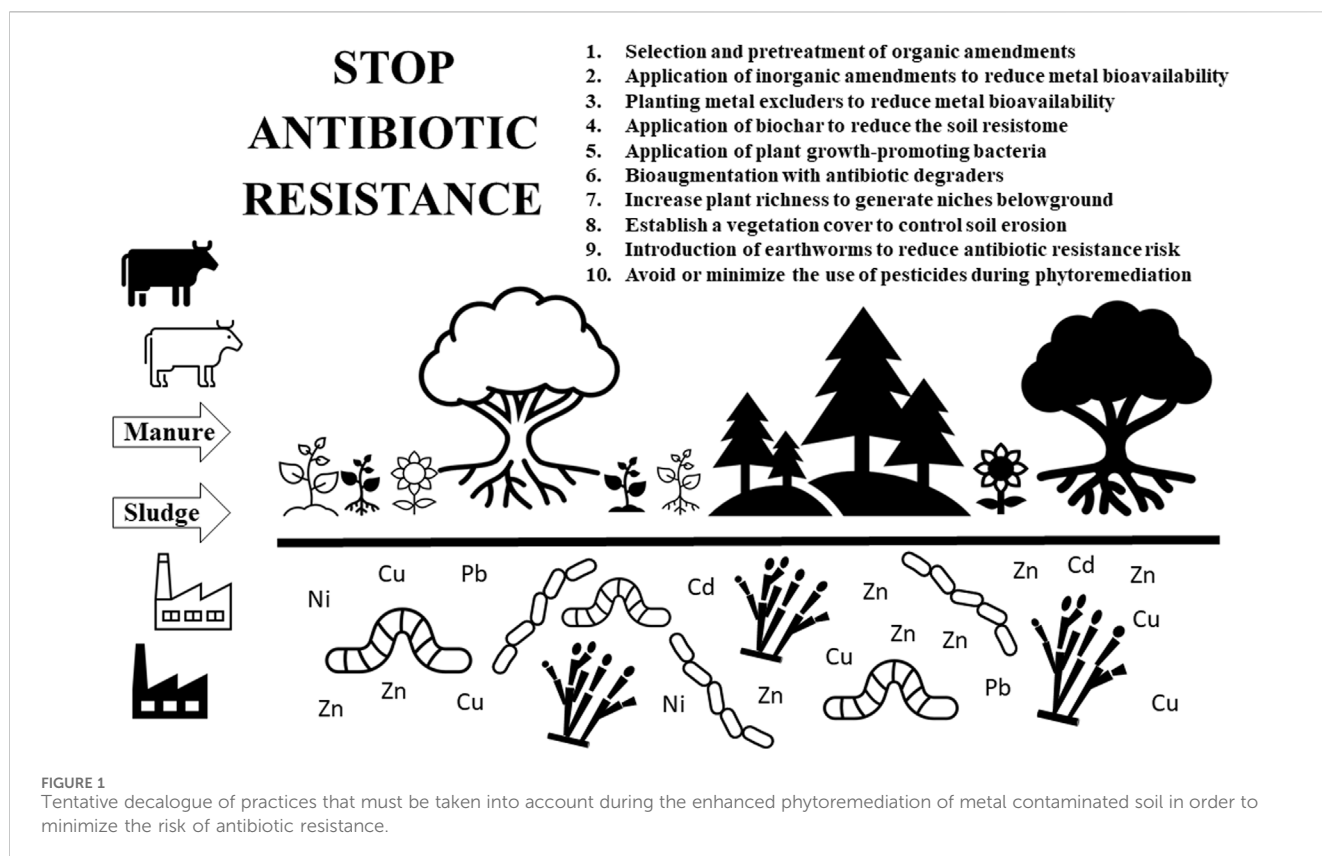 STOP
ANTIBIOTIC
RESISTANCE
1. Selection and pretreatment of organic amendments
2. Application of inorganic amendments to reduce metal bioavailability
3. Planting metal excluders to reduce metal bioavailability
4. Application of biochar to reduce the soil resistome
5. Application of plant growth-promoting bacteria
6. Bioaugmentation with antibiotic degraders
7. Increase plant richness to generate niches belowground
8. Establish a vegetation cover to control soil erosion
9. Introduction of earthworms to reduce antibiotic resistance risk
10. Avoid or minimize the use of pesticides during phytoremediation
Manure
Sludge
Ni
Cu
Pb
Cd
Zn
Zn
Cd
Zn
Cu
Zn
Zn
Cu
Zn
Zn
Cu
Ni
Zn
Pb
Cu
FIGURE 1
Tentative decalogue of practices that must be taken into account during the enhanced phytoremediation of metal contaminated soil in order to
minimize the risk of antibiotic resistance.